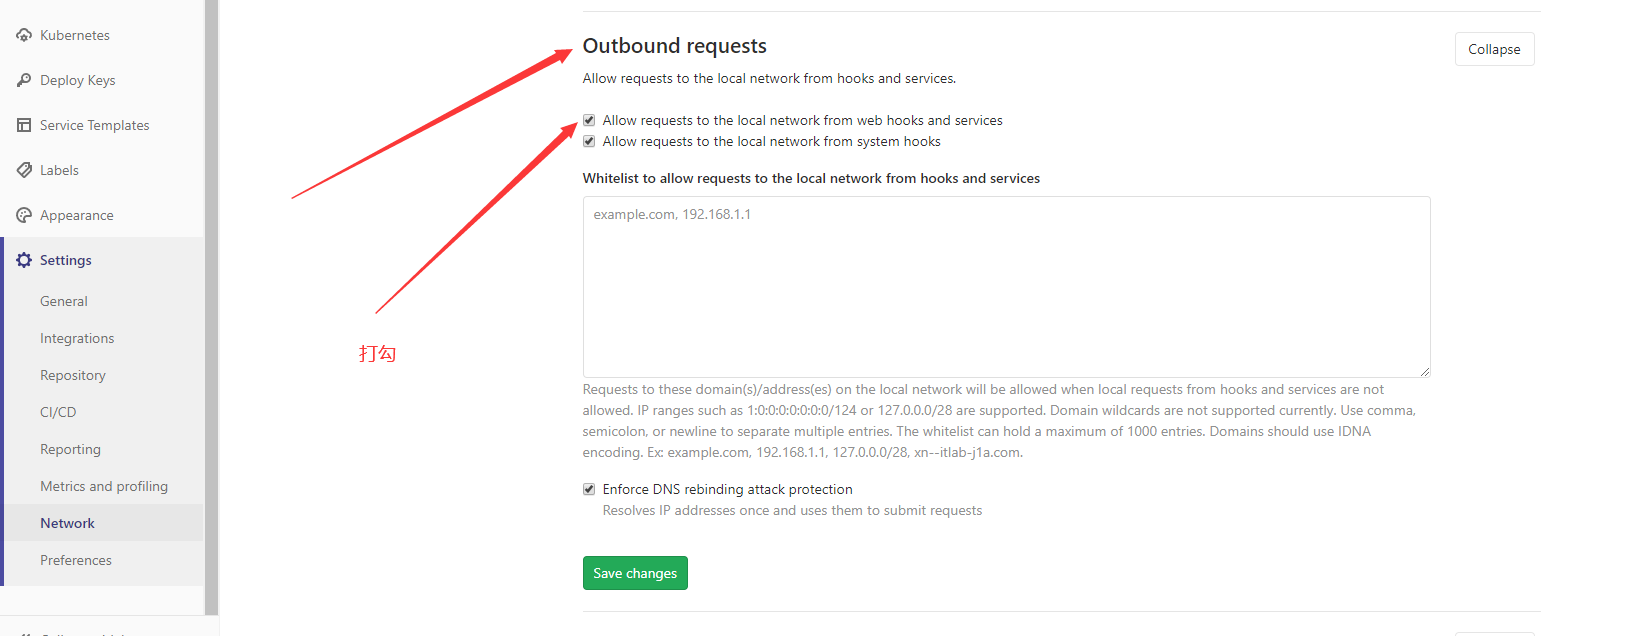 Kubernetes
Deploy Keys
Service Templates
Labels
Appearance
Settings
General
Integrations
Repository
CI/CD
Reporting
Metrics and profiling
Network
Preferences
Outbound requests
Collapse
Allow requests to the local network from hooks and services.
Allow requests to the local network from web hooks and services
Allow requests to the local network from system hooks
Whitelist to allow requests to the local network from hooks and services
example.com, 192.168.1.1
打勾
Requests to these domain(s)/address(es) on the local network will be allowed when local requests from hooks and services are not
allowed. IP ranges such as 1:0:0:0:0:0:0:0/124 or 127.0.0.0/28 are supported. Domain wildcards are not supported currently. Use comma,
semicolon, or newline to separate multiple entries. The whitelist can hold a maximum of 1000 entries. Domains should use IDNA
encoding. Ex: example.com, 192.168.1.1, 127.0.0.0/28, xn--itlab-j1a.com.
Enforce DNS rebinding attack protection
Resolves IP addresses once and uses them to submit requests
Save changes